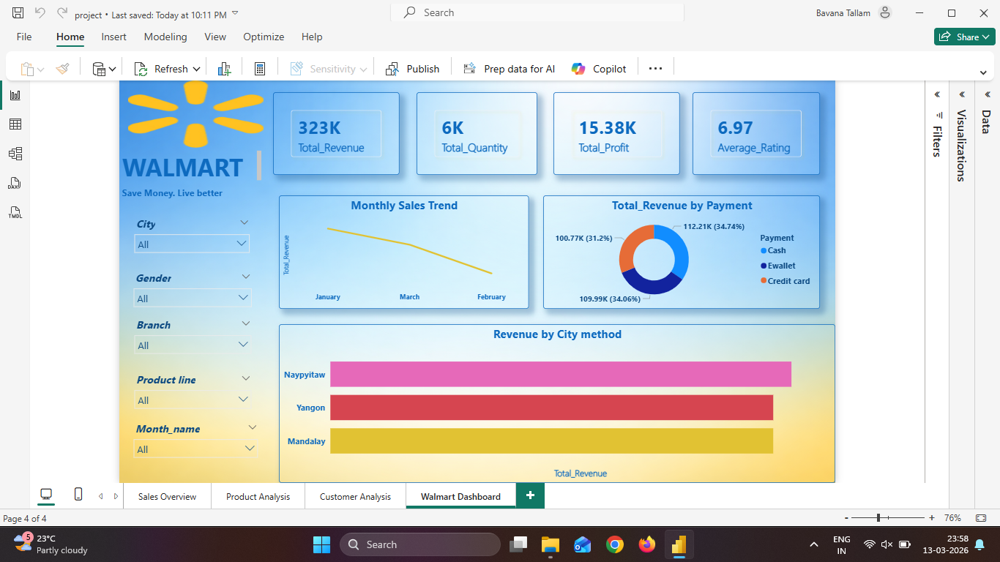 project • Last saved: Today at 10:11 PM
Search
Bavana Tallam
File
Home
Insert
Modeling
View
Optimize
Help
Share
Refresh
Sensitivity
Publish
Prep data for AI
Copilot
DAX
TMDL
WALMART
Save Money. Live better
323K
Total_Revenue
6K
Total_Quantity
15.38K
Total_Profit
6.97
Average_Rating
City
All
Gender
All
Branch
All
Product line
All
Month_name
All
Monthly Sales Trend
Total_Revenue
January
March
February
Total_Revenue by Payment
112.21K (34.74%)
100.77K (31.2%)
109.99K (34.06%)
Payment
Cash
Ewallet
Credit card
Revenue by City method
Naypyitaw
Yangon
Mandalay
Total_Revenue
Filters
Visualizations
Data
Sales Overview
Product Analysis
Customer Analysis
Walmart Dashboard
Page 4 of 4
76%
5
23°C
Partly cloudy
Search
ENG
IN
23:58
13-03-2026